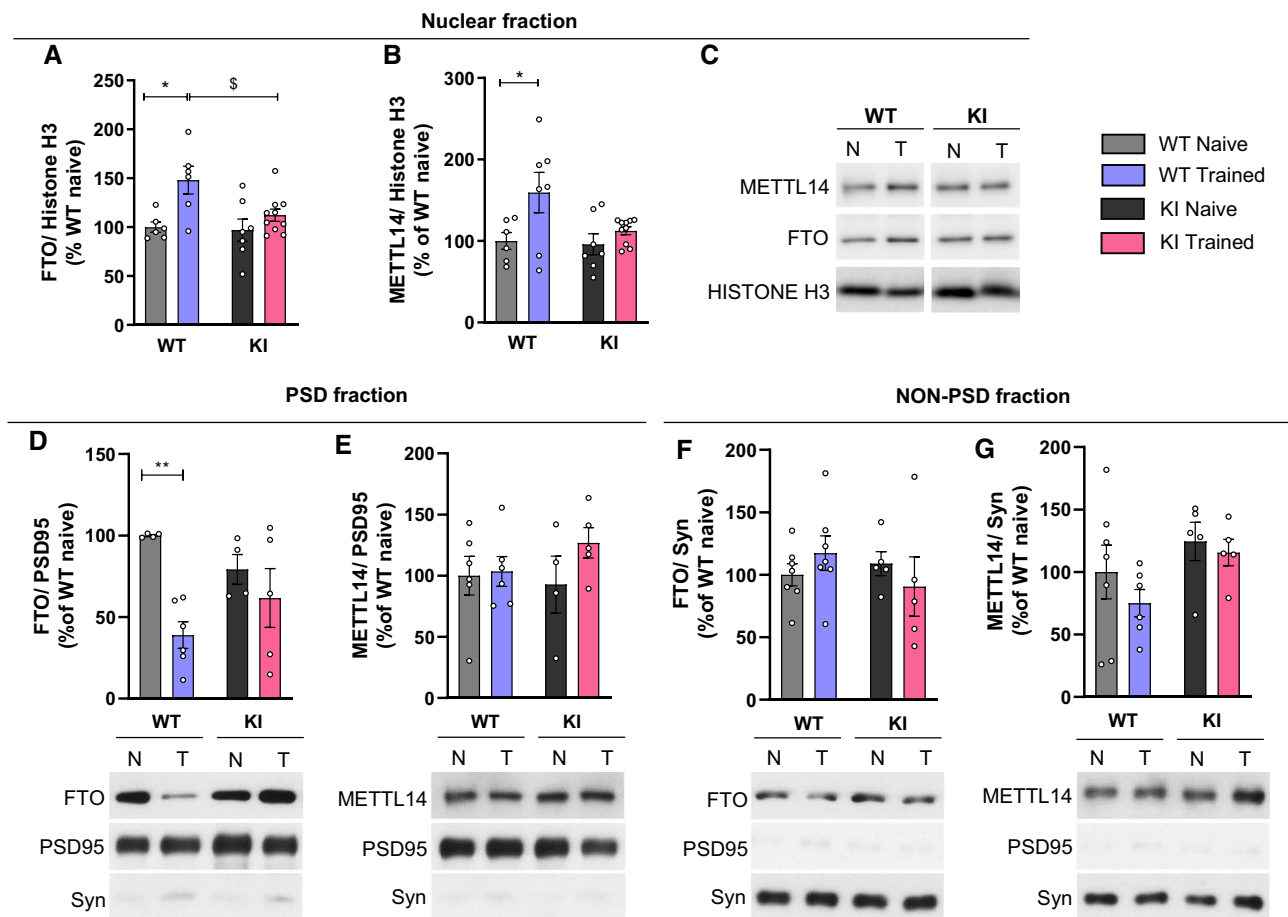 Nuclear fraction
A
FTO/ Histone H3
(% WT naive)
250
200
150
100
50
0
*
$
WT
KI
B
METTL14/ Histone H3
(% of WT naive)
300
200
100
0
*
WT
KI
C
WT
KI
N
T
N
T
METTL14
FTO
HISTONE H3
WT Naive
WT Trained
KI Naive
KI Trained
PSD fraction
D
FTO/ PSD95
(%of WT naive)
150
100
50
0
**
WT
KI
N
T
N
T
FTO
PSD95
Syn
E
METTL14/ PSD95
(%of WT naive)
200
150
100
50
0
WT
KI
N
T
N
T
METTL14
PSD95
Syn
NON-PSD fraction
F
FTO/ Syn
(%of WT naive)
200
150
100
50
0
WT
KI
N
T
N
T
FTO
PSD95
Syn
G
METTL14/ Syn
(%of WT naive)
200
150
100
50
0
WT
KI
N
T
N
T
METTL14
PSD95
Syn